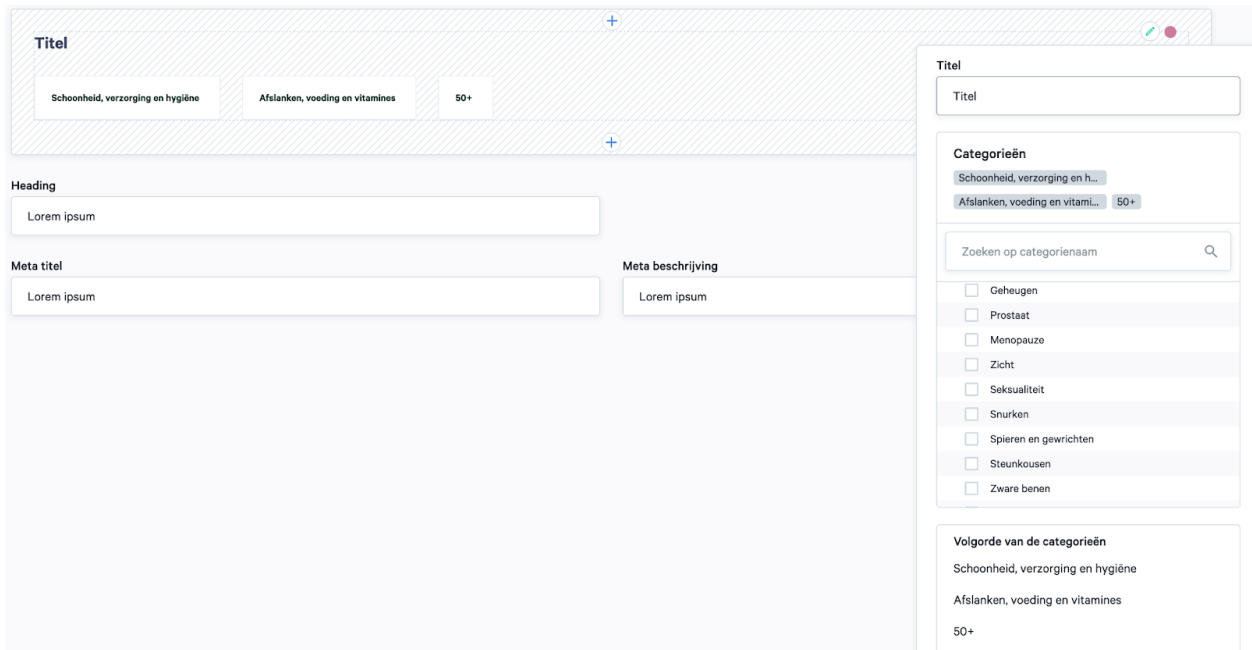 Titel
Schoonheid, verzorging en hygiëne
Afslanken, voeding en vitamines
50+
Heading
Lorem ipsum
Meta titel
Lorem ipsum
Meta beschrijving
Lorem ipsum
Titel
Titel
Categorieën
Schoonheid, verzorging en h...
Afslanken, voeding en vitami... 50+
Zoeken op categorienaam
Geheugen
Prostaat
Menopauze
Zicht
Seksualiteit
Snurken
Spieren en gewrichten
Steunkousen
Zware benen
Volgorde van de categorieën
Schoonheid, verzorging en hygiëne
Afslanken, voeding en vitamines
50+